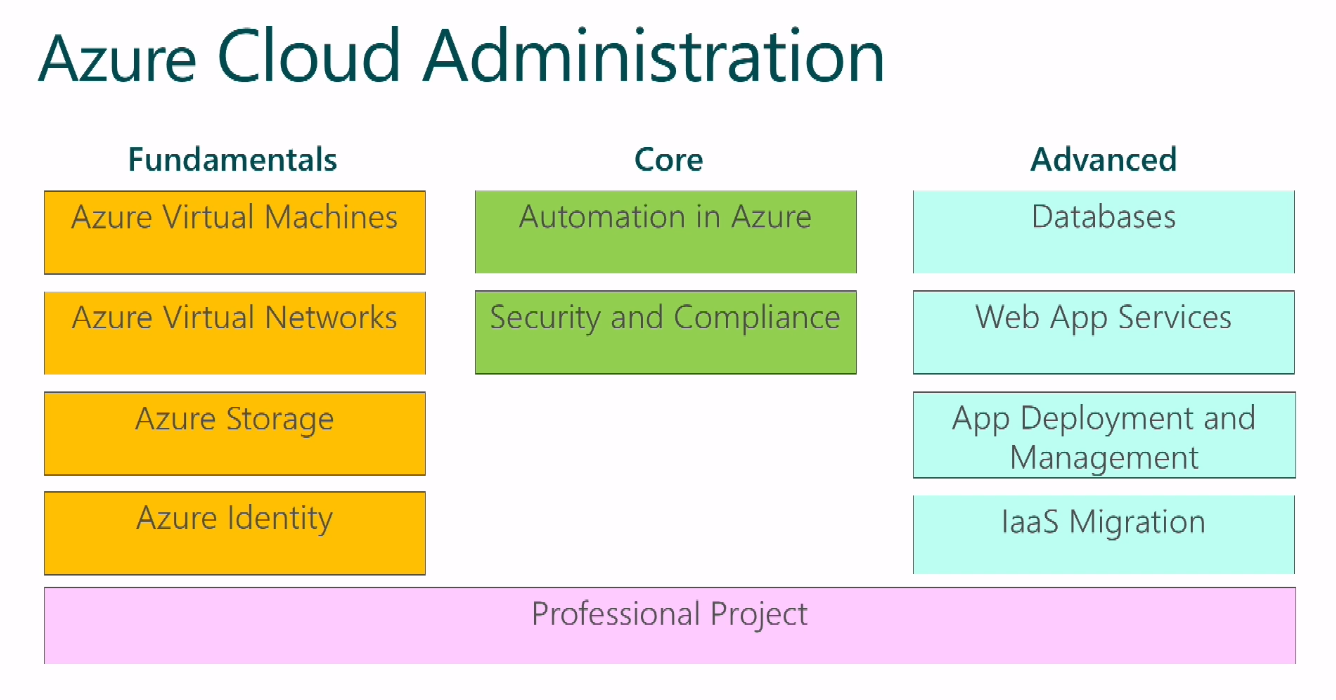 Azure Cloud Administration
Fundamentals
Azure Virtual Machines
Azure Virtual Networks
Azure Storage
Azure Identity
Core
Automation in Azure
Security and Compliance
Advanced
Databases
Web App Services
App Deployment and
Management
IaaS Migration
Professional Project